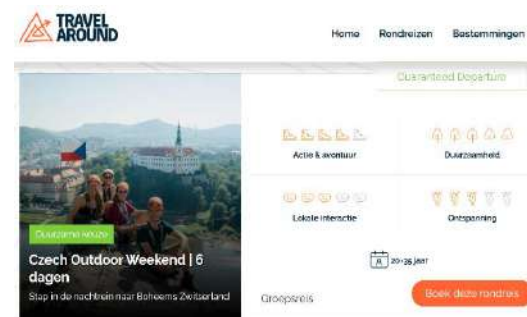 TRAVEL
AROUND
Home Rondreizen Bestemmingen
Guaranteed Departure
Actie & avontuur
Duurzaamheid
Lokale interactie
Ontspanning
20-35 jaar
Duurzame keuze
Czech Outdoor Weekend | 6
dagen
Stap in de nachttrein naar Boheems Zwitserland
Groepsreis
Boek deze rondreis